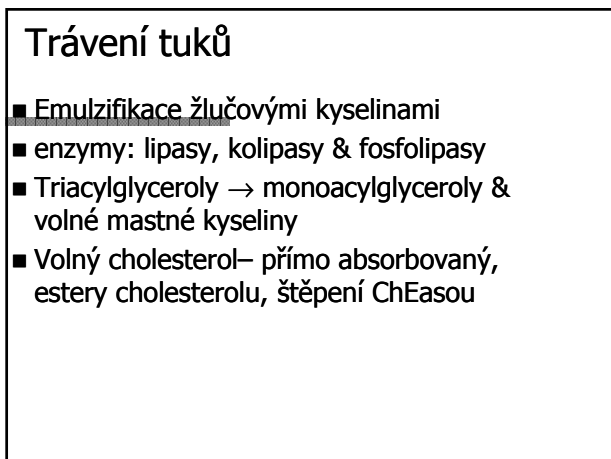 Trávení tuků
■ Emulzifikace žlučovými kyselinami
■ enzymy: lipasy, kolipasy & fosfolipasy
■ Triacylglyceroly → monoacylglyceroly &
volné mastné kyseliny
■ Volný cholesterol– přímo absorbovaný,
estery cholesterolu, štěpení ChEasou